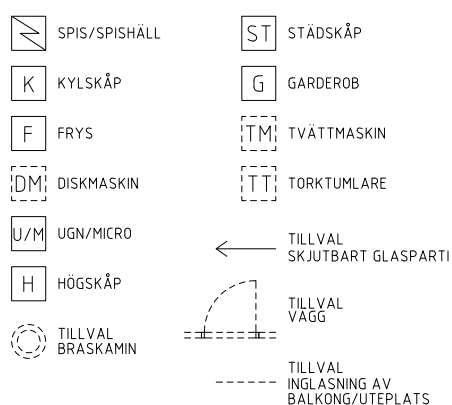 SPIS/SPISHÄLL
K KYLSKÅP
F FRYS
DM DISKMASKIN
U/M UGN/MICRO
H HÖGSKÅP
TILLVAL
BRASKAMIN
ST STÄDSKÅP
G GARDEROB
TM TVÄTTMASKIN
TT TORKTUMLARE
TILLVAL
SKJUTBART GLASPARTI
TILLVAL
VÄGG
TILLVAL
INGLASNING AV
BALKONG/UTEPLATS